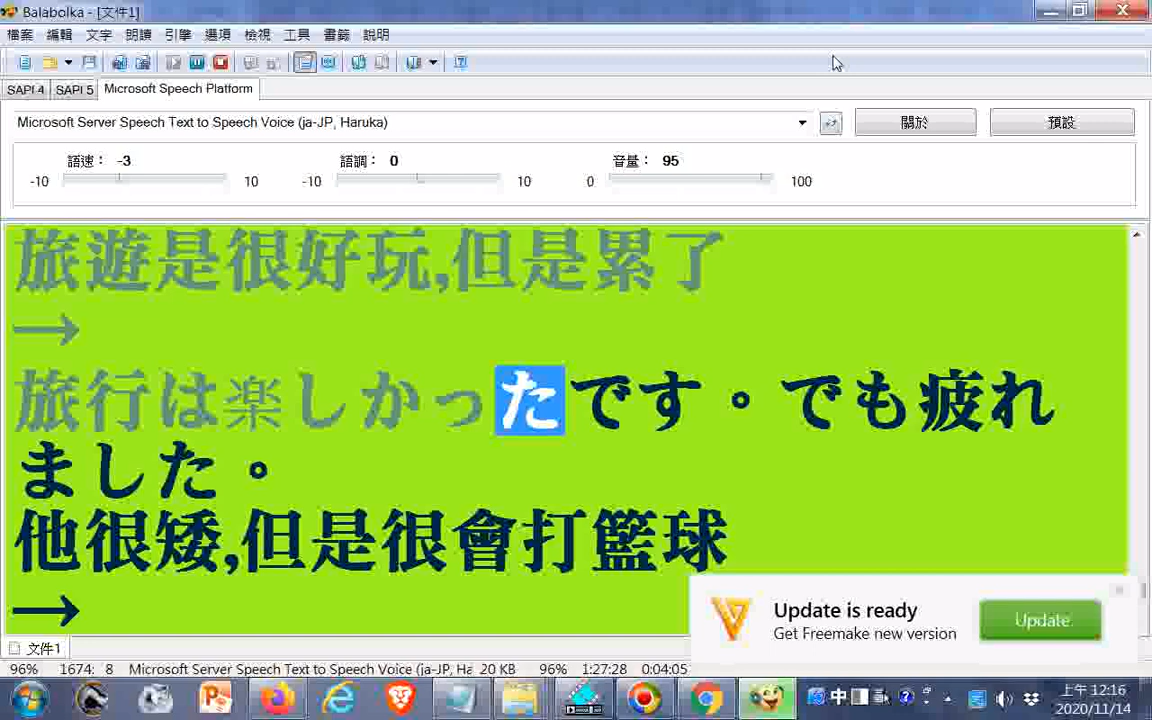 Balabolka - [文件1]
檔案 編輯 文字 朗讀 引擎 選項 檢視 工具 書籤 說明
SAPI 4 SAPI 5 Microsoft Speech Platform
Microsoft Server Speech Text to Speech Voice (ja-JP, Haruka)
關於 預設
語速： -3 語調： 0 音量： 95
-10 10 -10 10 0 100
旅遊是很好玩,但是累了
→
旅行は楽しかったです。でも疲れ
ました。
他很矮,但是很會打籃球
→
Update is ready
Get Freemake new version
Update
文件1
96% 1674: 8 Microsoft Server Speech Text to Speech Voice (ja-JP, Ha 20 KB 96% 1:27:28 0:04:05
中
上午 12:16
2020/11/14